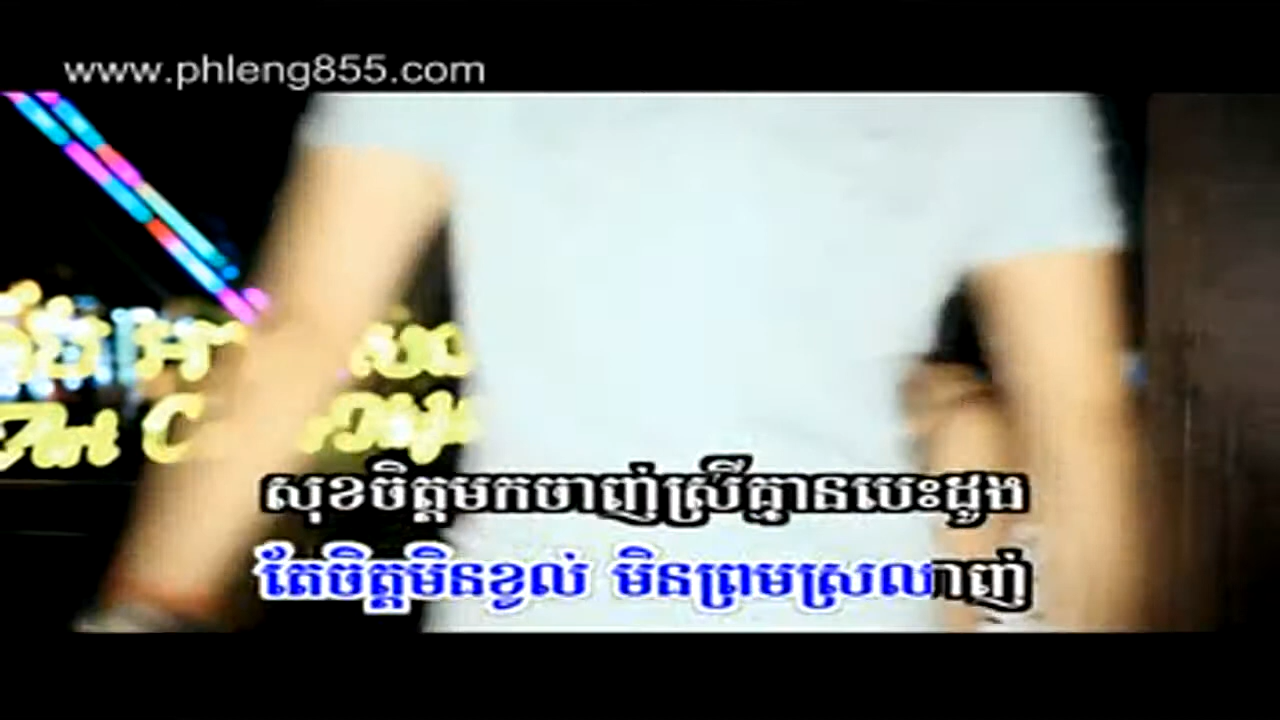 www.phleng855.com
សុខចិត្តមកចាញ់ស្រីគ្មានបេះដូង
តែចិត្តមិនខ្វល់ មិនព្រមស្រលាញ់